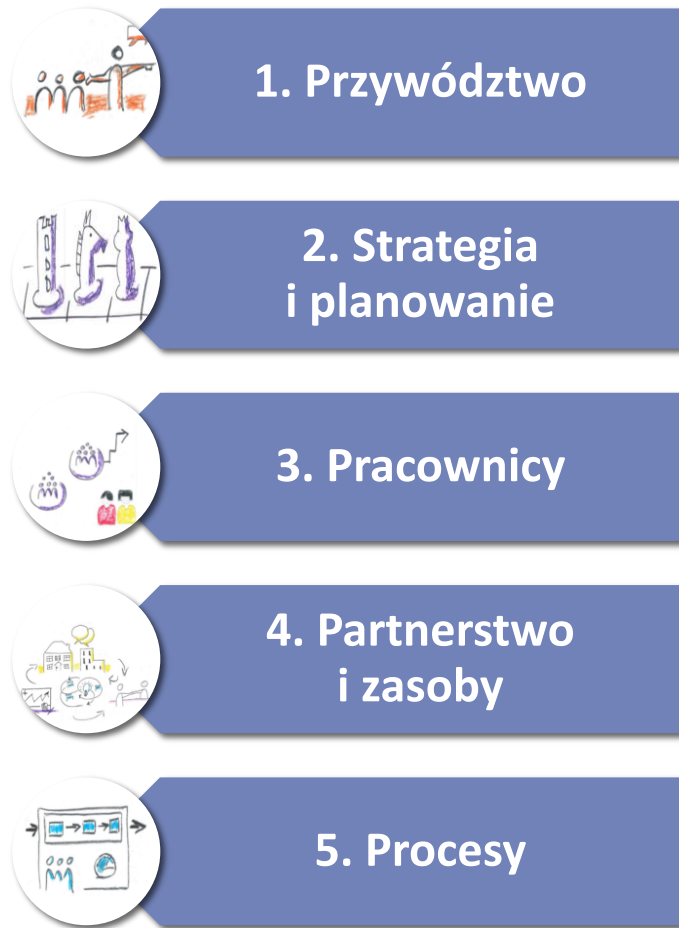 1. Przywództwo
2. Strategia
i planowanie
3. Pracownicy
4. Partnerstwo
i zasoby
5. Procesy